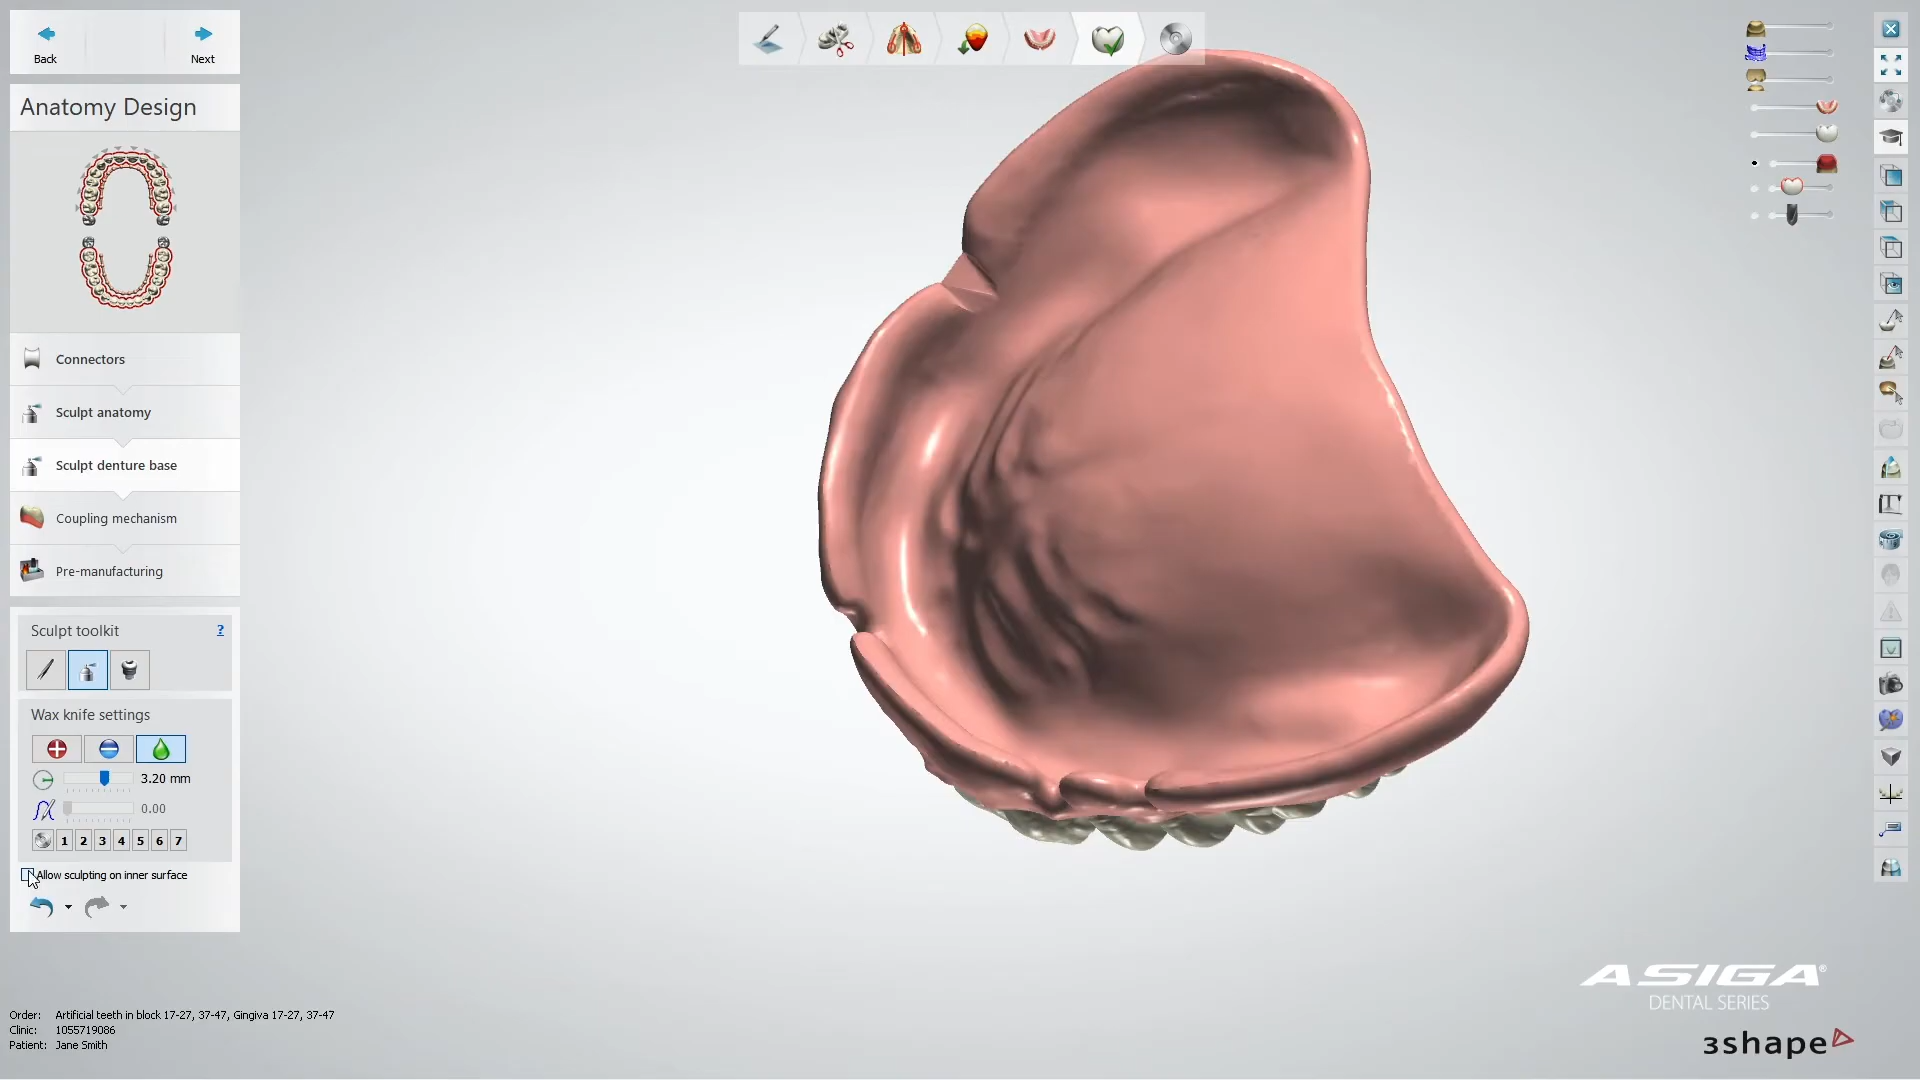 Back
Next
Anatomy Design
Connectors
Sculpt anatomy
Sculpt denture base
Coupling mechanism
Pre-manufacturing
Sculpt toolkit
?
Wax knife settings
3.20 mm
0.00
1 2 3 4 5 6 7
Allow sculpting on inner surface
Order: Artificial teeth in block 17-27, 37-47, Gingiva 17-27, 37-47
Clinic: 1055719086
Patient: Jane Smith
ASIGA®
DENTAL SERIES
3shape